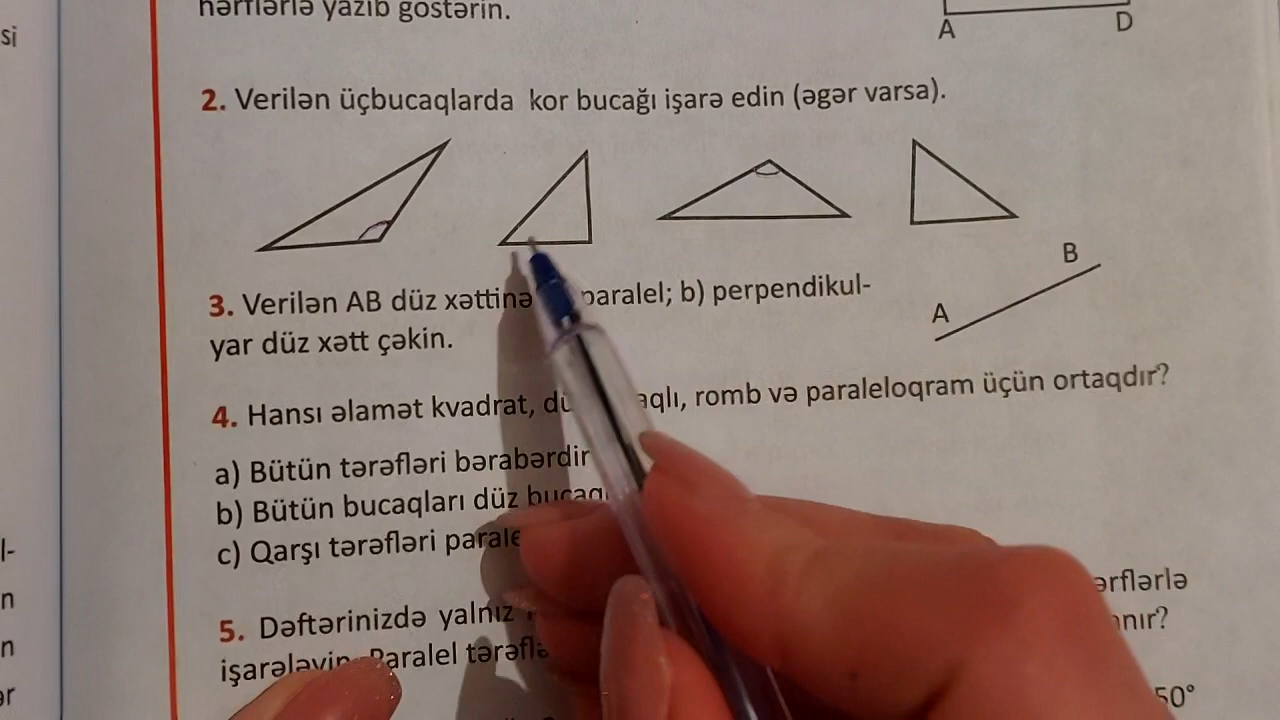 si
hərflərlə yazıb göstərin.
A D
2. Verilən üçbucaqlarda kor bucağı işarə edin (əgər varsa).
3. Verilən AB düz xəttinə paralel; b) perpendikul-
yar düz xətt çəkin.
A B
4. Hansı əlamət kvadrat, romb və paraleloqram üçün ortaqdır?
a) Bütün tərəfləri bərabərdir
b) Bütün bucaqları düz
c) Qarşı tərəfləri
5. Dəftərinizdə yalnız
işarələyin. Paralel
l-
n
n
50°